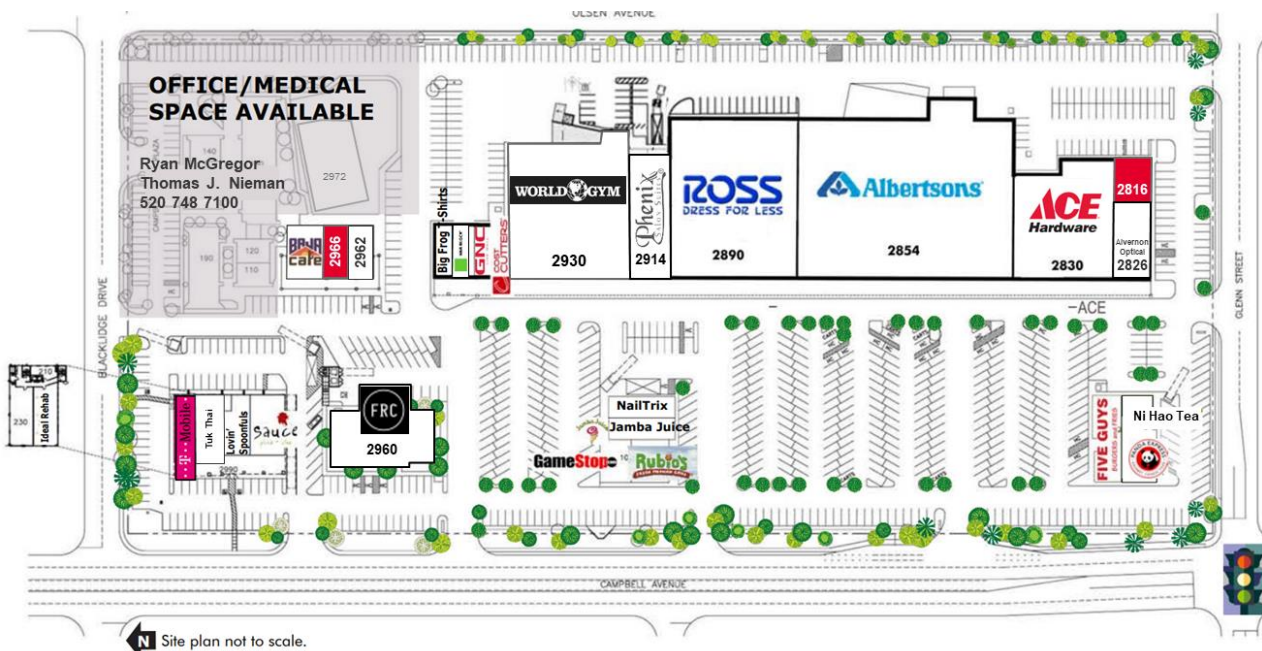 OLSEN AVENUE
OFFICE/MEDICAL
SPACE AVAILABLE
Ryan McGregor
Thomas J. Nieman
520 748 7100
140
2972
190
120
110
BAJA
cafe
2966
2962
Big Frog T-Shirts
GNC
COST CUTTERS
WORLD GYM
2930
Phenix
Salon Suites
2914
ROSS
DRESS FOR LESS
2890
Albertsons
2854
ACE
Hardware
2830
2816
Alvernon
Optical
2826
-ACE
BLACKLIDGE DRIVE
GLENN STREET
210
230
Ideal Rehab
T-Mobile
Tuk Thai
Lovin'
Spoonfuls
sauce
2990
FRC
2960
NailTrix
Jamba Juice
Jamba Juice
GameStop
Rubio's
FIVE GUYS
BURGERS and FRIES
Ni Hao Tea
PANDA EXPRESS
CAMPBELL AVENUE
N Site plan not to scale.